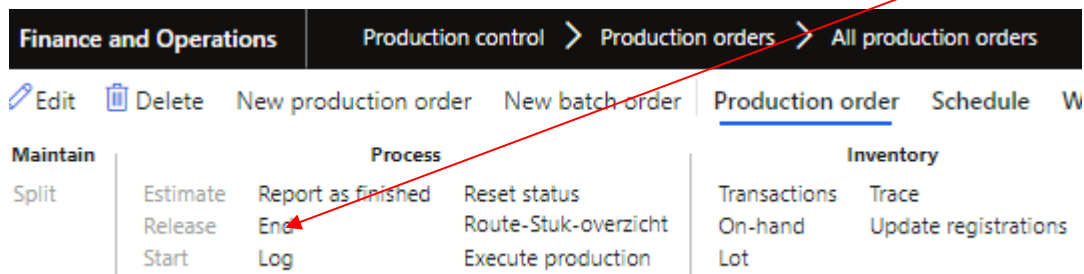 Finance and Operations Production control > Production orders > All production orders
Edit Delete New production order New batch order Production order Schedule W
Maintain Process Inventory
Split Estimate Report as finished Reset status Transactions Trace
Release End Route-Stuk-overzicht On-hand Update registrations
Start Log Execute production Lot